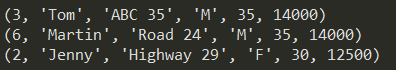 (3, 'Tom', 'ABC 35', 'M', 35, 14000)
(6, 'Martin', 'Road 24', 'M', 35, 14000)
(2, 'Jenny', 'Highway 29', 'F', 30, 12500)